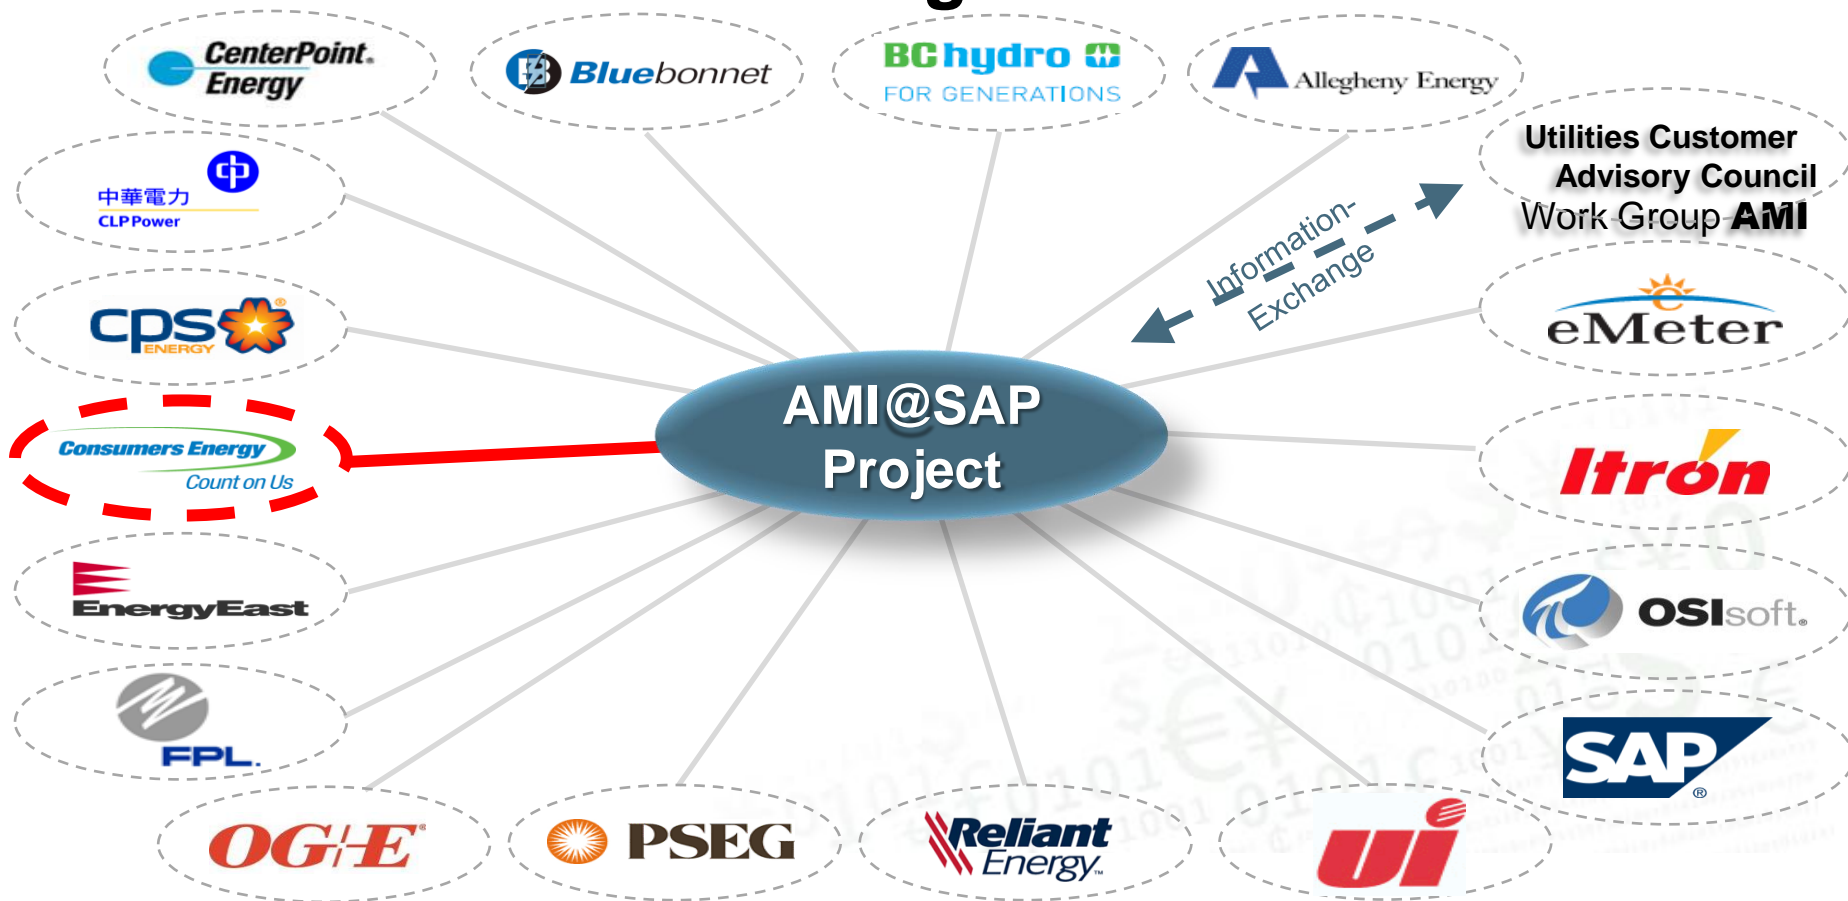 g
CenterPoint®
Energy
Bluebonnet
BC hydro
FOR GENERATIONS
Allegheny Energy
Utilities Customer
Advisory Council
Work Group AMI
中華電力
CLP Power
Information-
Exchange
cps
ENERGY
®
eMeter
AMI@SAP
Project
Consumers Energy
Count on Us
Itrón
EnergyEast
OSIsoft®
FPL.
SAP
®
OG+E®
PSEG
Reliant
Energy™
ui